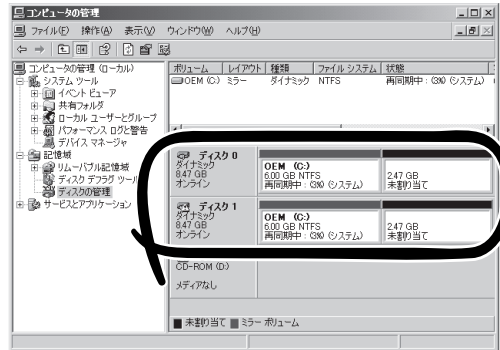 コンピュータの管理
ファイル(F) 操作(A) 表示(V) ウィンドウ(W) ヘルプ(H)
コンピュータの管理 (ローカル)
システム ツール
イベント ビューア
共有フォルダ
ローカル ユーザーとグループ
パフォーマンス ログと警告
デバイス マネージャ
記憶域
リムーバブル記憶域
ディスク デフラグ ツール
ディスクの管理
サービスとアプリケーション
ボリューム レイアウト 種類 ファイル システム 状態
OEM (C:) ミラー ダイナミック NTFS 再同期中 : (3%) (システム)
ディスク 0
ダイナミック
8.47 GB
オンライン
OEM (C:)
6.00 GB NTFS
再同期中 : (3%) (システム)
2.47 GB
未割り当て
ディスク 1
ダイナミック
8.47 GB
オンライン
OEM (C:)
6.00 GB NTFS
再同期中 : (3%) (システム)
2.47 GB
未割り当て
CD-ROM (D:)
メディアなし
未割り当て ミラー ボリューム